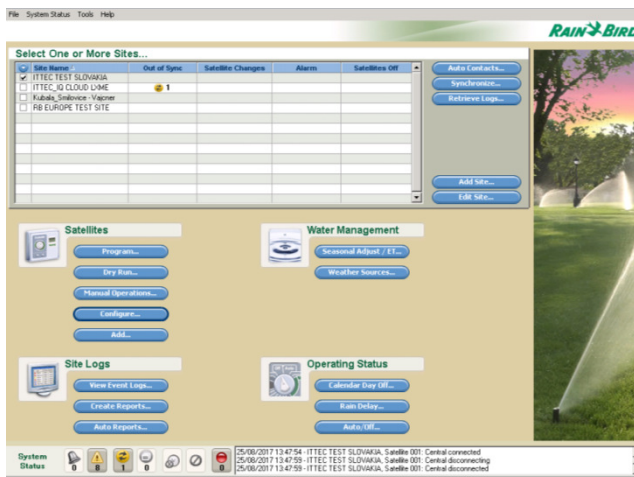 File System Status Tools Help
RAIN BIRD
Select One or More Sites...
Site Name Out of Sync Satellite Changes Alarm Satellites Off
ITTEC TEST SLOVAKIA
ITTEC_IQ CLOUD IXME 1
Kubala_Smilovice - Vajcner
RB EUROPE TEST SITE
Auto Contacts...
Synchronize...
Retrieve Logs...
Add Site...
Edit Site...
Satellites
Program...
Dry Run...
Manual Operations...
Configure...
Add...
Water Management
Seasonal Adjust / ET...
Weather Sources...
Site Logs
View Event Logs...
Create Reports...
Auto Reports...
Operating Status
Calendar Day Off...
Rain Delay...
Auto/Off...
System
Status
0 8 1 0 0
25/08/2017 13:47:54 - ITTEC TEST SLOVAKIA, Satellite 001: Central connected
25/08/2017 13:47:59 - ITTEC TEST SLOVAKIA, Satellite 001: Central disconnecting
25/08/2017 13:47:59 - ITTEC TEST SLOVAKIA, Satellite 001: Central disconnected